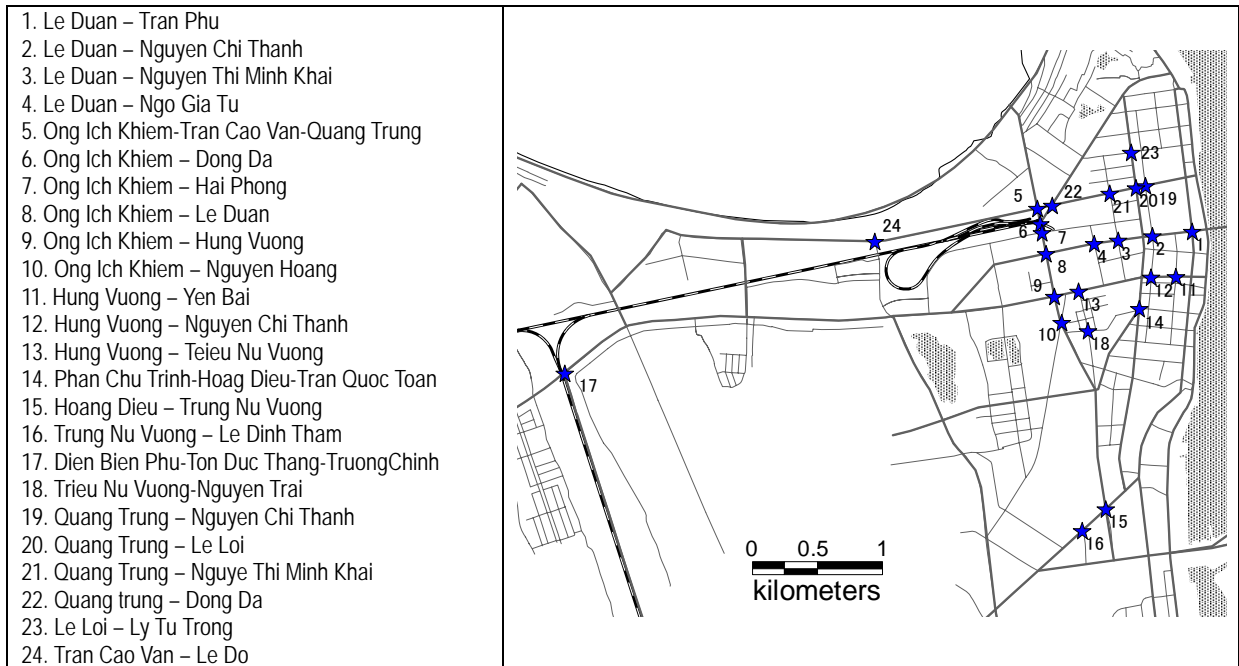 1. Le Duan – Tran Phu
2. Le Duan – Nguyen Chi Thanh
3. Le Duan – Nguyen Thi Minh Khai
4. Le Duan – Ngo Gia Tu
5. Ong Ich Khiem-Tran Cao Van-Quang Trung
6. Ong Ich Khiem – Dong Da
7. Ong Ich Khiem – Hai Phong
8. Ong Ich Khiem – Le Duan
9. Ong Ich Khiem – Hung Vuong
10. Ong Ich Khiem – Nguyen Hoang
11. Hung Vuong – Yen Bai
12. Hung Vuong – Nguyen Chi Thanh
13. Hung Vuong – Teieu Nu Vuong
14. Phan Chu Trinh-Hoag Dieu-Tran Quoc Toan
15. Hoang Dieu – Trung Nu Vuong
16. Trung Nu Vuong – Le Dinh Tham
17. Dien Bien Phu-Ton Duc Thang-TruongChinh
18. Trieu Nu Vuong-Nguyen Trai
19. Quang Trung – Nguyen Chi Thanh
20. Quang Trung – Le Loi
21. Quang Trung – Nguye Thi Minh Khai
22. Quang trung – Dong Da
23. Le Loi – Ly Tu Trong
24. Tran Cao Van – Le Do
23
5 22 21 20 19
24
6 7 8 4 3 2 1
9 13 12 11
10 18 14
17
15
16
0 0.5 1
kilometers